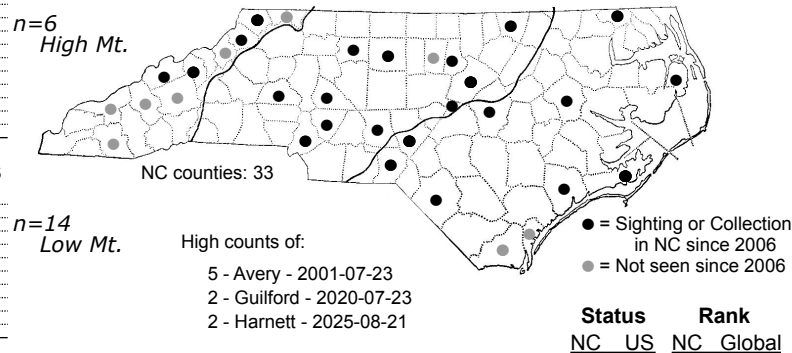 n=6
High Mt.
NC counties: 33
n=14
Low Mt.
High counts of:
5 - Avery - 2001-07-23
2 - Guilford - 2020-07-23
2 - Harnett - 2025-08-21
● = Sighting or Collection
in NC since 2006
● = Not seen since 2006
Status Rank
NC US NC Global